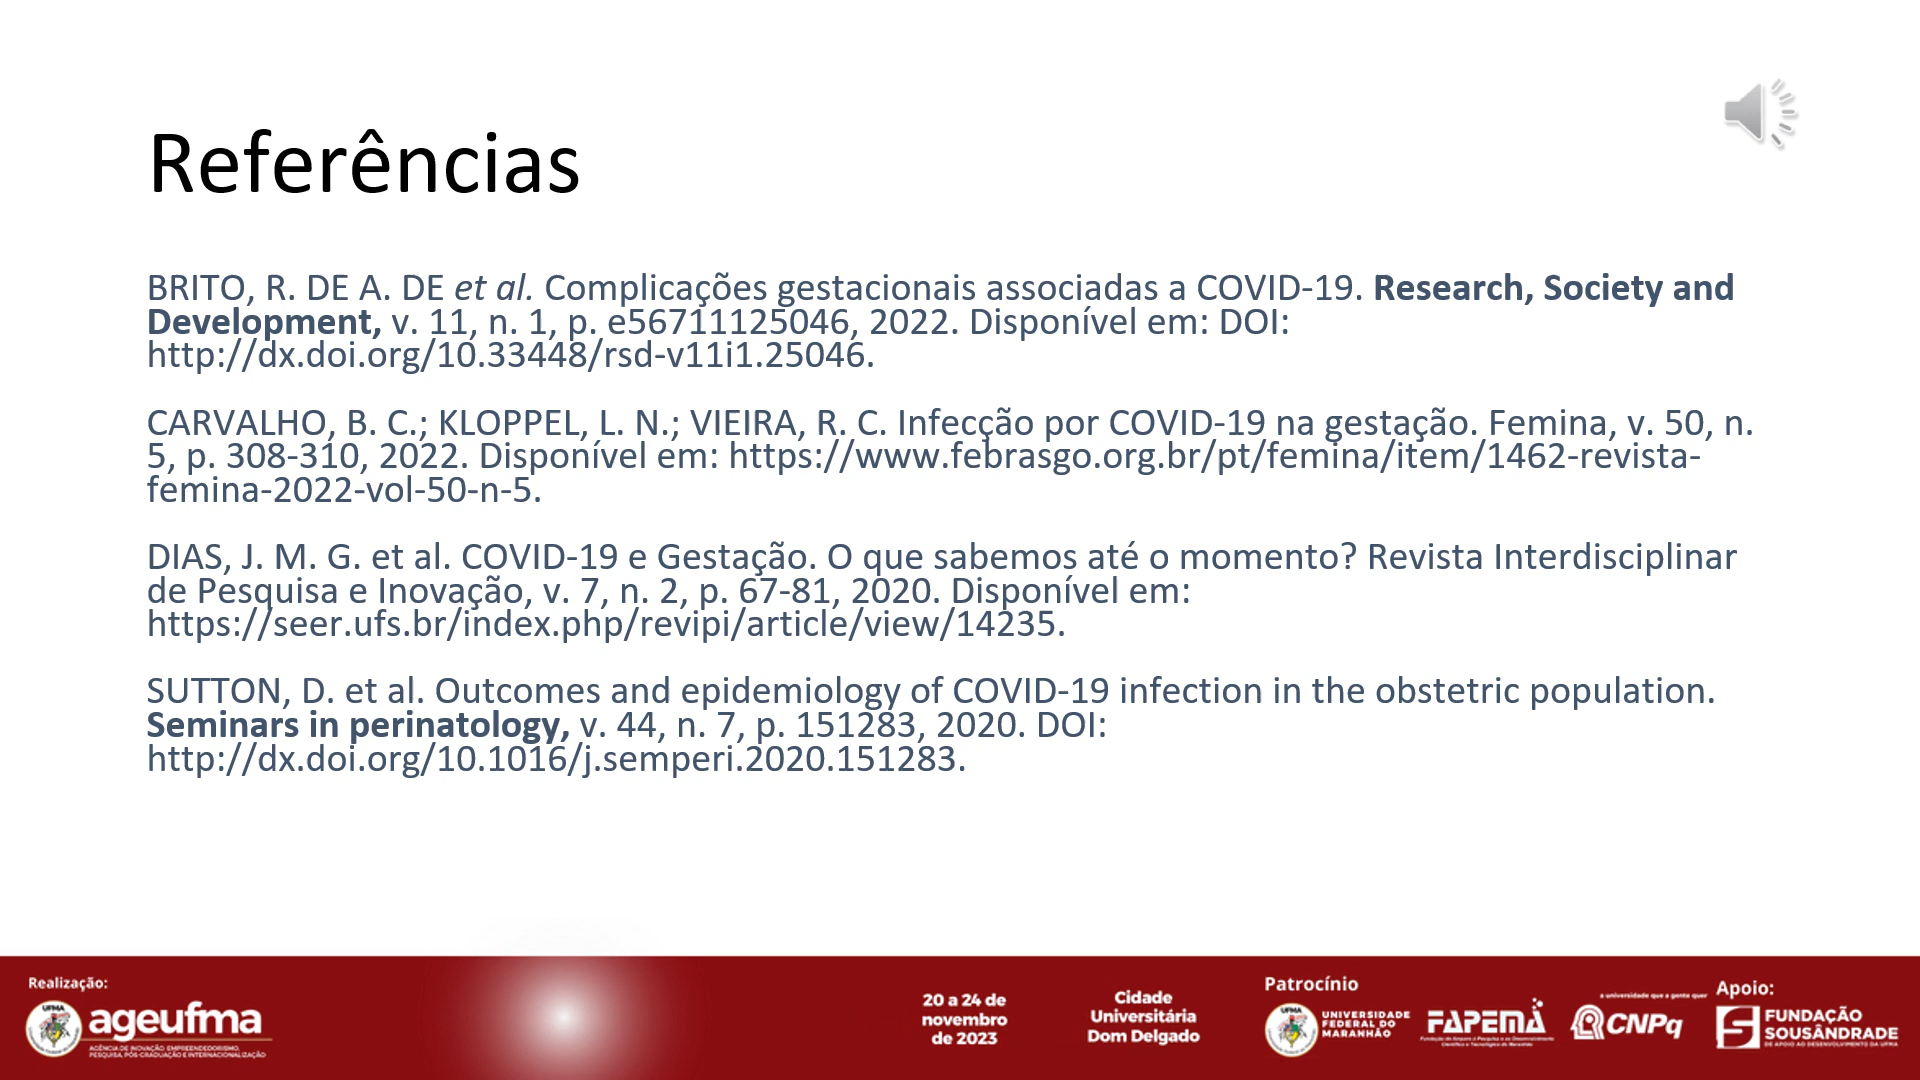 Referências
BRITO, R. DE A. DE et al. Complicações gestacionais associadas a COVID-19. Research, Society and
Development, v. 11, n. 1, p. e56711125046, 2022. Disponível em: DOI:
http://dx.doi.org/10.33448/rsd-v11i1.25046.
CARVALHO, B. C.; KLOPPEL, L. N.; VIEIRA, R. C. Infecção por COVID-19 na gestação. Femina, v. 50, n.
5, p. 308-310, 2022. Disponível em: https://www.febrasgo.org.br/pt/femina/item/1462-revista-
femina-2022-vol-50-n-5.
DIAS, J. M. G. et al. COVID-19 e Gestação. O que sabemos até o momento? Revista Interdisciplinar
de Pesquisa e Inovação, v. 7, n. 2, p. 67-81, 2020. Disponível em:
https://seer.ufs.br/index.php/revipi/article/view/14235.
SUTTON, D. et al. Outcomes and epidemiology of COVID-19 infection in the obstetric population.
Seminars in perinatology, v. 44, n. 7, p. 151283, 2020. DOI:
http://dx.doi.org/10.1016/j.semperi.2020.151283.
Realização:
UFMA
ageufma
AGÊNCIA DE INOVAÇÃO, EMPREENDEDORISMO,
PESQUISA, PÓS-GRADUAÇÃO E INTERNACIONALIZAÇÃO
20 a 24 de
novembro
de 2023
Cidade
Universitária
Dom Delgado
Patrocínio
UFMA
UNIVERSIDADE
FEDERAL DO
MARANHÃO
FAPEMA
Fundação de Amparo à Pesquisa e ao Desenvolvimento
Científico e Tecnológico do Maranhão
CNPq
a universidade que a gente quer
Apoio:
FUNDAÇÃO
SOUSÂNDRADE
DE APOIO AO DESENVOLVIMENTO DA UFMA